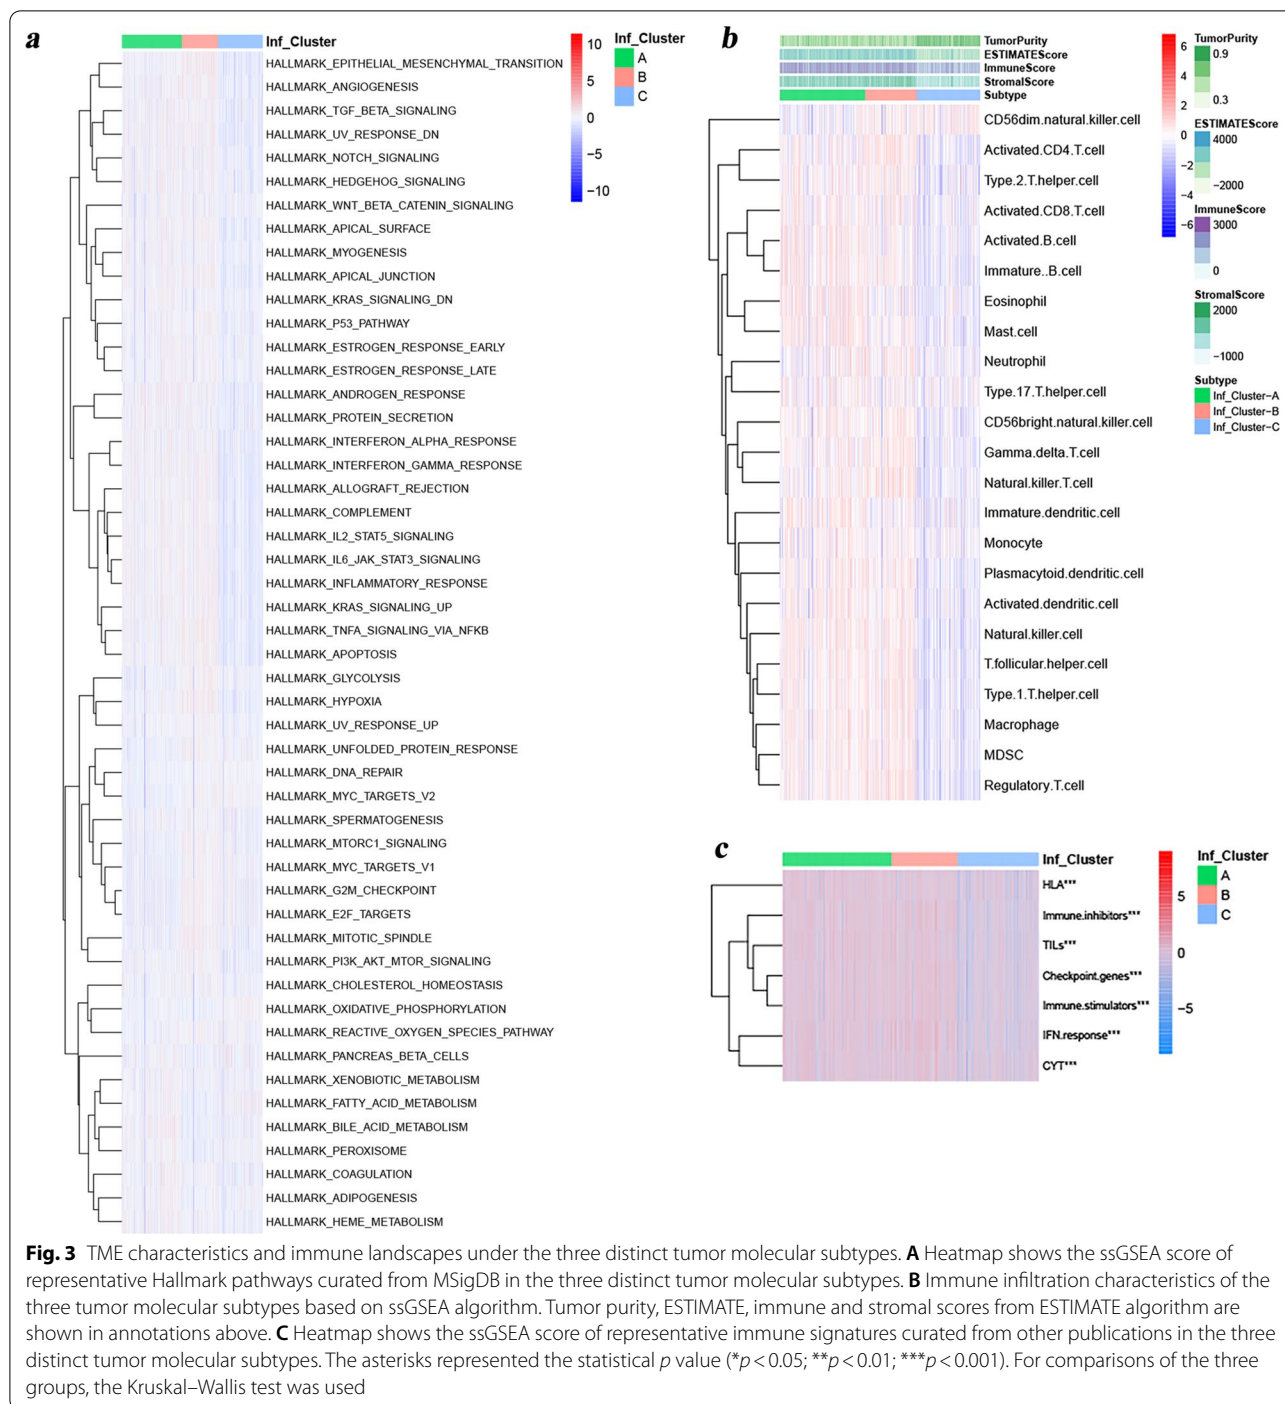 a
Inf_Cluster
HALLMARK_EPITHELIAL_MESENCHYMAL_TRANSITION
HALLMARK_ANGIOGENESIS
HALLMARK_TGF_BETA_SIGNALING
HALLMARK_UV_RESPONSE_DN
HALLMARK_NOTCH_SIGNALING
HALLMARK_HEDGEHOG_SIGNALING
HALLMARK_WNT_BETA_CATENIN_SIGNALING
HALLMARK_APICAL_SURFACE
HALLMARK_MYOGENESIS
HALLMARK_APICAL_JUNCTION
HALLMARK_KRAS_SIGNALING_DN
HALLMARK_P53_PATHWAY
HALLMARK_ESTROGEN_RESPONSE_EARLY
HALLMARK_ESTROGEN_RESPONSE_LATE
HALLMARK_ANDROGEN_RESPONSE
HALLMARK_PROTEIN_SECRETION
HALLMARK_INTERFERON_ALPHA_RESPONSE
HALLMARK_INTERFERON_GAMMA_RESPONSE
HALLMARK_ALLOGRAFT_REJECTION
HALLMARK_COMPLEMENT
HALLMARK_IL2_STAT5_SIGNALING
HALLMARK_IL6_JAK_STAT3_SIGNALING
HALLMARK_INFLAMMATORY_RESPONSE
HALLMARK_KRAS_SIGNALING_UP
HALLMARK_TNFA_SIGNALING_VIA_NFKB
HALLMARK_APOPTOSIS
HALLMARK_GLYCOLYSIS
HALLMARK_HYPOXIA
HALLMARK_UV_RESPONSE_UP
HALLMARK_UNFOLDED_PROTEIN_RESPONSE
HALLMARK_DNA_REPAIR
HALLMARK_MYC_TARGETS_V2
HALLMARK_SPERMATOGENESIS
HALLMARK_MTORC1_SIGNALING
HALLMARK_MYC_TARGETS_V1
HALLMARK_G2M_CHECKPOINT
HALLMARK_E2F_TARGETS
HALLMARK_MITOTIC_SPINDLE
HALLMARK_PI3K_AKT_MTOR_SIGNALING
HALLMARK_CHOLESTEROL_HOMEOSTASIS
HALLMARK_OXIDATIVE_PHOSPHORYLATION
HALLMARK_REACTIVE_OXYGEN_SPECIES_PATHWAY
HALLMARK_PANCREAS_BETA_CELLS
HALLMARK_XENOBIOTIC_METABOLISM
HALLMARK_FATTY_ACID_METABOLISM
HALLMARK_BILE_ACID_METABOLISM
HALLMARK_PEROXISOME
HALLMARK_COAGULATION
HALLMARK_ADIPOGENESIS
HALLMARK_HEME_METABOLISM
10
5
0
−5
−10
Inf_Cluster
A
B
C
b
TumorPurity
ESTIMATEScore
ImmuneScore
StromalScore
Subtype
CD56dim.natural.killer.cell
Activated.CD4.T.cell
Type.2.T.helper.cell
Activated.CD8.T.cell
Activated.B.cell
Immature..B.cell
Eosinophil
Mast.cell
Neutrophil
Type.17.T.helper.cell
CD56bright.natural.killer.cell
Gamma.delta.T.cell
Natural.killer.T.cell
Immature.dendritic.cell
Monocyte
Plasmacytoid.dendritic.cell
Activated.dendritic.cell
Natural.killer.cell
T.follicular.helper.cell
Type.1.T.helper.cell
Macrophage
MDSC
Regulatory.T.cell
6
4
2
0
−2
−4
−6
TumorPurity
0.9
0.3
ESTIMATEScore
4000
−2000
ImmuneScore
3000
0
StromalScore
2000
−1000
Subtype
Inf_Cluster−A
Inf_Cluster−B
Inf_Cluster−C
c
Inf_Cluster
HLA***
Immune.inhibitors***
TILs***
Checkpoint.genes***
Immune.stimulators***
IFN.response***
CYT***
5
0
−5
Inf_Cluster
A
B
C
Fig. 3 TME characteristics and immune landscapes under the three distinct tumor molecular subtypes. A Heatmap shows the ssGSEA score of
representative Hallmark pathways curated from MSigDB in the three distinct tumor molecular subtypes. B Immune infiltration characteristics of the
three tumor molecular subtypes based on ssGSEA algorithm. Tumor purity, ESTIMATE, immune and stromal scores from ESTIMATE algorithm are
shown in annotations above. C Heatmap shows the ssGSEA score of representative immune signatures curated from other publications in the three
distinct tumor molecular subtypes. The asterisks represented the statistical p value (*p < 0.05; **p < 0.01; ***p < 0.001). For comparisons of the three
groups, the Kruskal–Wallis test was used